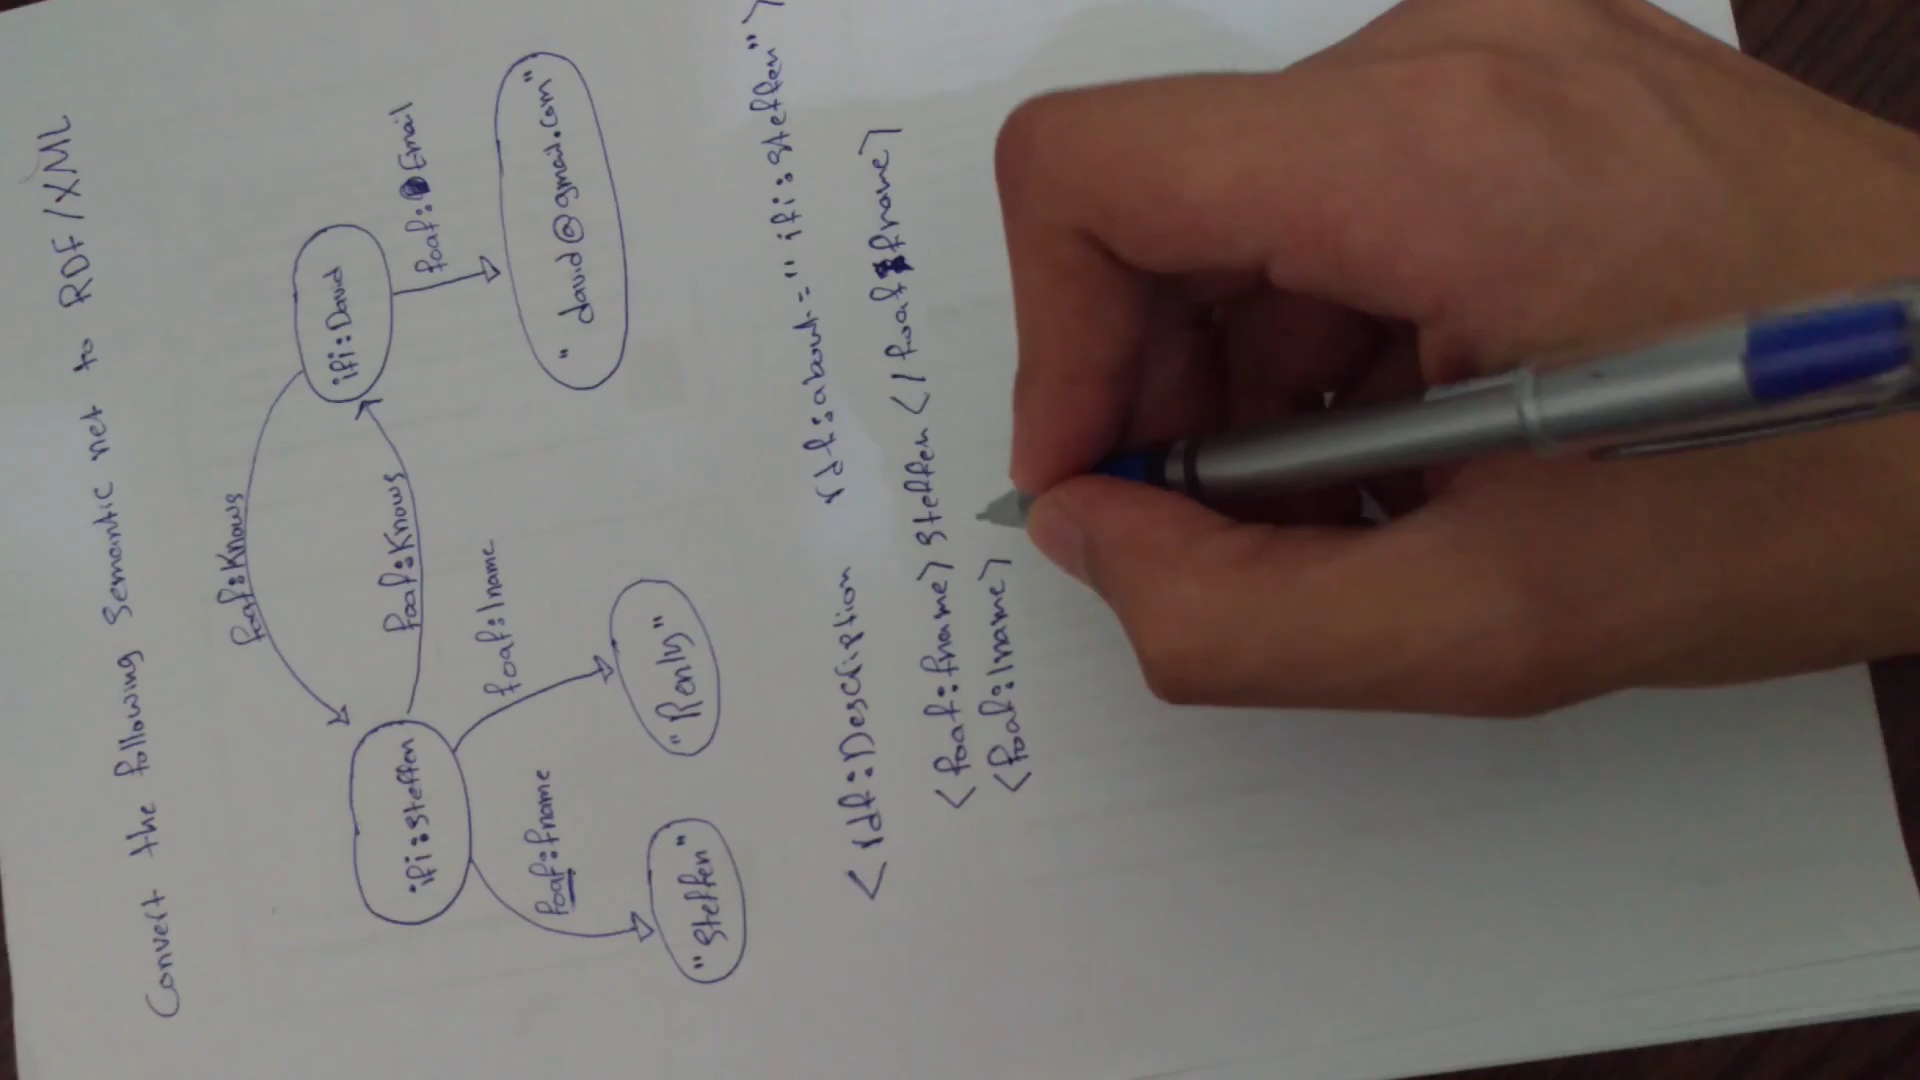 Convert the following Semantic net to RDF/XML
foaf:Knows
ifi:Steffen
ifi:David
foaf:Knows
foaf:Email
foaf:fname
foaf:lname
"Steffen"
"Renly"
"david@gmail.com"
<rdf:Description rdf:about="ifi:Steffen">
<foaf:fname>Steffen</foaf:fname>
<foaf:lname>